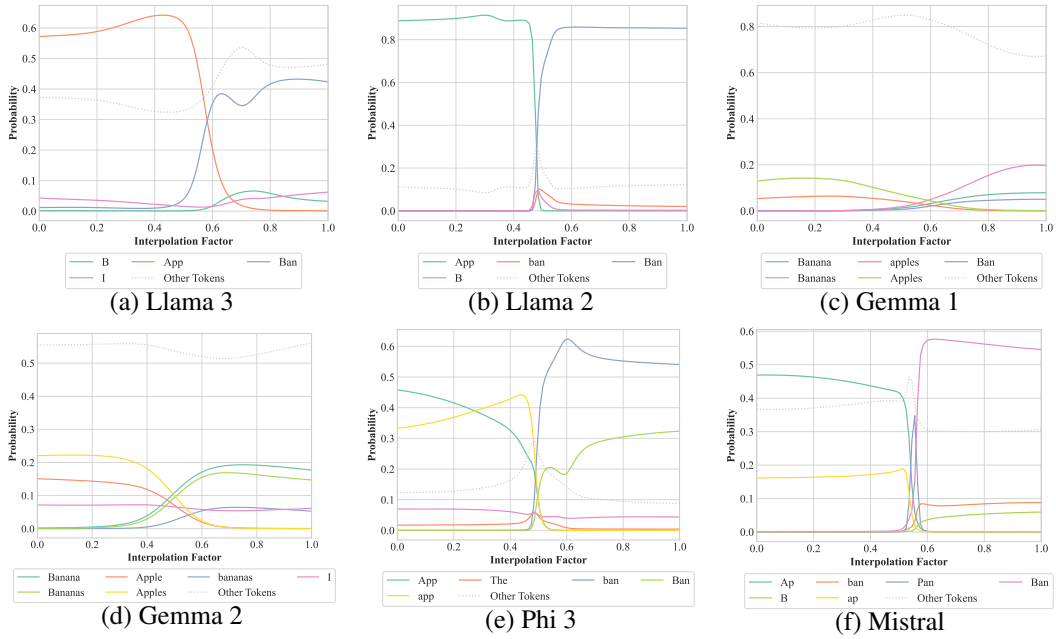 Probability
0.6
0.5
0.4
0.3
0.2
0.1
0.0
0.0 0.2 0.4 0.6 0.8 1.0
Interpolation Factor
B App Ban
I Other Tokens
(a) Llama 3
Probability
0.8
0.6
0.4
0.2
0.0
0.0 0.2 0.4 0.6 0.8 1.0
Interpolation Factor
App ban Ban
B Other Tokens
(b) Llama 2
Probability
0.8
0.6
0.4
0.2
0.0
0.0 0.2 0.4 0.6 0.8 1.0
Interpolation Factor
Banana apples Ban
Bananas Apples Other Tokens
(c) Gemma 1
Probability
0.5
0.4
0.3
0.2
0.1
0.0
0.0 0.2 0.4 0.6 0.8 1.0
Interpolation Factor
Banana Apple bananas I
Bananas Apples Other Tokens
(d) Gemma 2
Probability
0.6
0.5
0.4
0.3
0.2
0.1
0.0
0.0 0.2 0.4 0.6 0.8 1.0
Interpolation Factor
App The ban Ban
app Other Tokens
(e) Phi 3
Probability
0.6
0.5
0.4
0.3
0.2
0.1
0.0
0.0 0.2 0.4 0.6 0.8 1.0
Interpolation Factor
Ap ban Pan Ban
B ap Other Tokens
(f) Mistral